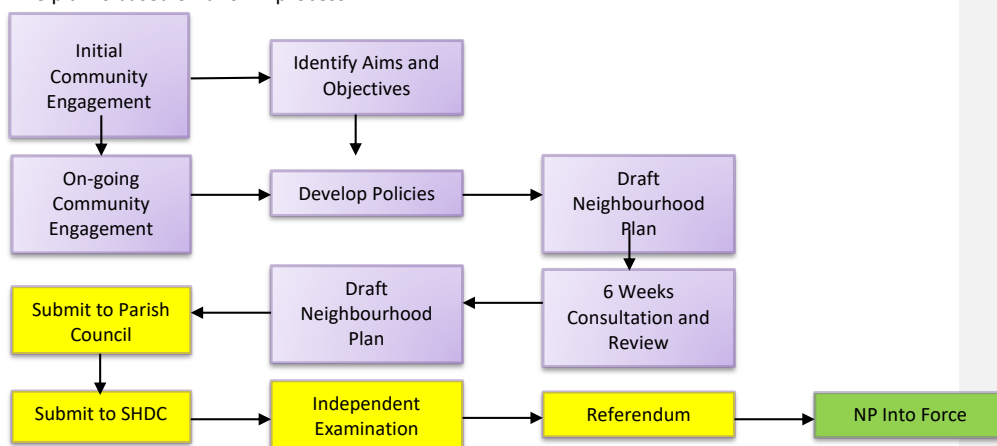 Initial
Community
Engagement
Identify Aims and
Objectives
On-going
Community
Engagement
Develop Policies
Draft
Neighbourhood
Plan
Submit to Parish
Council
Draft
Neighbourhood
Plan
6 Weeks
Consultation and
Review
Submit to SHDC
Independent
Examination
Referendum
NP Into Force